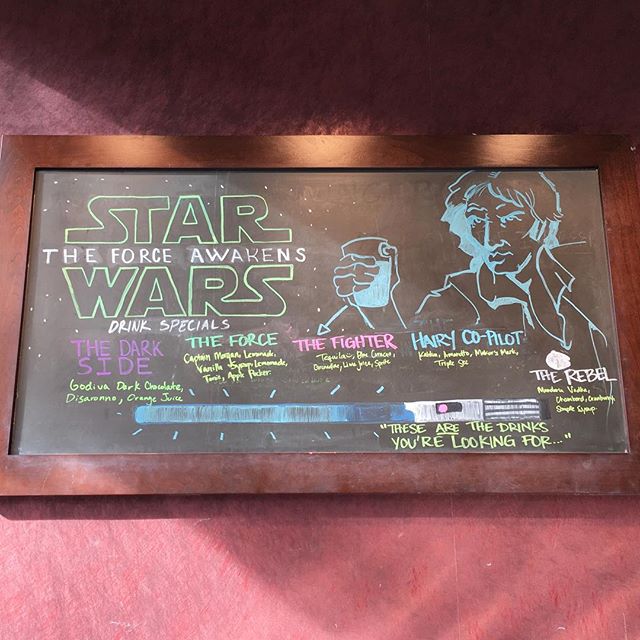 STAR
THE FORCE AWAKENS
WARS
DRINK SPECIALS
THE DARK
SIDE
Godiva Dark Chocolate,
Disaronno, Orange Juice
THE FORCE
Captain Morgan, Lemonade,
Vanilla Syrup, Lemonade,
Tonic, Apple Pucker
THE FIGHTER
Tequila, Blue Curacao,
Grenadine, Lime Juice, Sprite
HAIRY CO-PILOT
Kahlua, Amaretto, Maker's Mark,
Triple Sec
THE REBEL
Mandarin Vodka,
Chambord, Cranberry,
Simple Syrup.
"THESE ARE THE DRINKS
YOU'RE LOOKING FOR..."